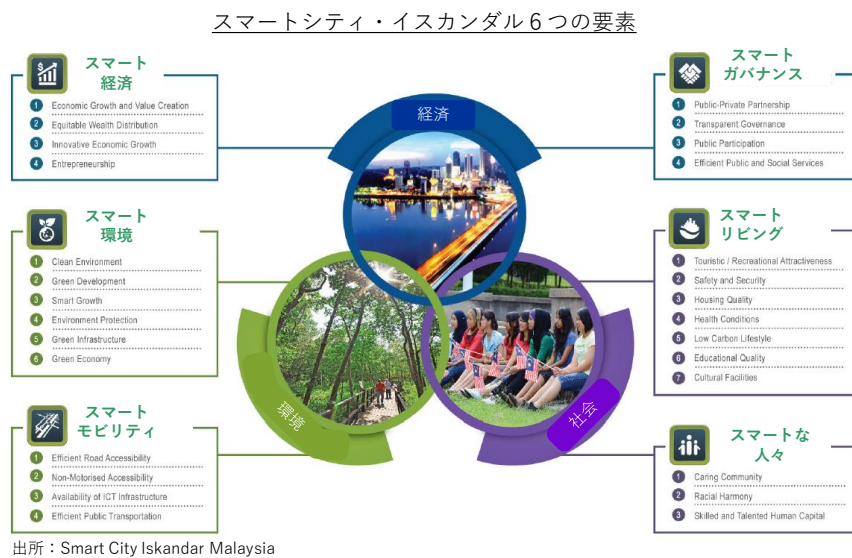 スマートシティ・イスカンダル６つの要素
スマート
経済
1 Economic Growth and Value Creation
2 Equitable Wealth Distribution
3 Innovative Economic Growth
4 Entrepreneurship
スマート
環境
1 Clean Environment
2 Green Development
3 Smart Growth
4 Environment Protection
5 Green Infrastructure
6 Green Economy
スマート
モビリティ
1 Efficient Road Accessibility
2 Non-Motorised Accessibility
3 Availability of ICT Infrastructure
4 Efficient Public Transportation
経済
環境
社会
スマート
ガバナンス
1 Public-Private Partnership
2 Transparent Governance
3 Public Participation
4 Efficient Public and Social Services
スマート
リビング
1 Touristic / Recreational Attractiveness
2 Safety and Security
3 Housing Quality
4 Health Conditions
5 Low Carbon Lifestyle
6 Educational Quality
7 Cultural Facilities
スマートな
人々
1 Caring Community
2 Racial Harmony
3 Skilled and Talented Human Capital
出所：Smart City Iskandar Malaysia